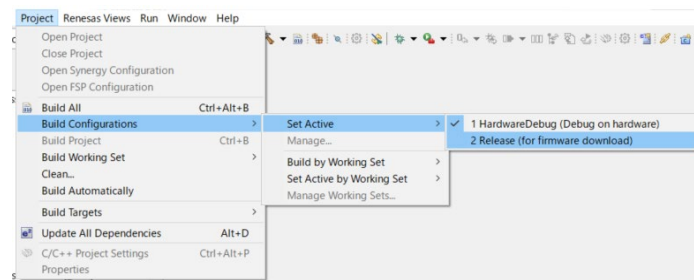 Project Renesas Views Run Window Help
Open Project
Close Project
Open Synergy Configuration
Open FSP Configuration
Build All Ctrl+Alt+B
Build Configurations >
Build Project Ctrl+B
Build Working Set >
Clean...
Build Automatically
Build Targets >
Update All Dependencies Alt+D
C/C++ Project Settings Ctrl+Alt+P
Properties
Set Active >
Manage...
Build by Working Set >
Set Active by Working Set >
Manage Working Sets...
1 HardwareDebug (Debug on hardware)
2 Release (for firmware download)